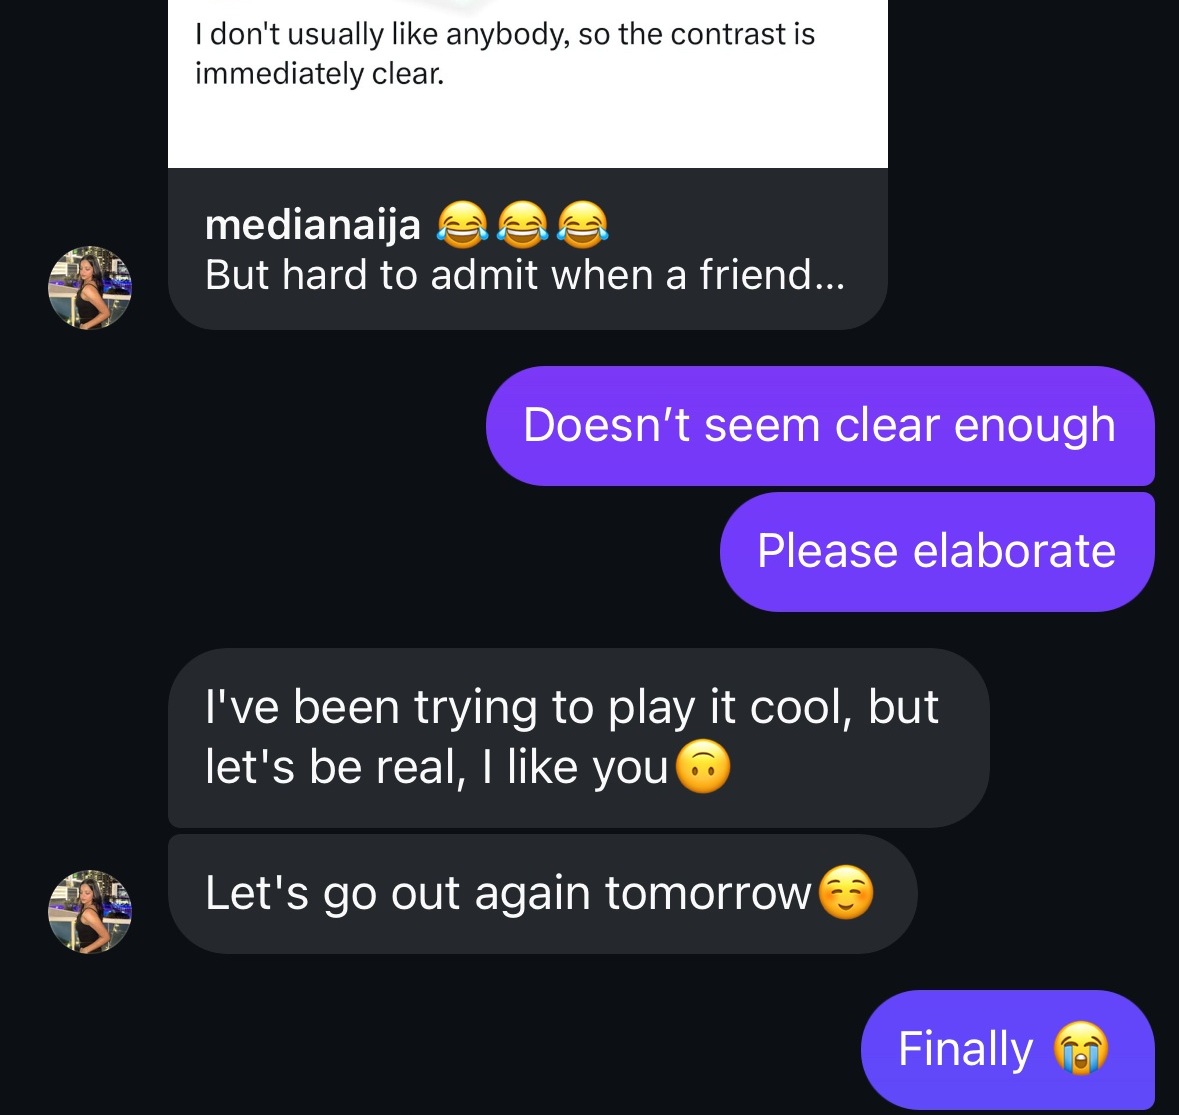 I don't usually like anybody, so the contrast is
immediately clear.
medianaija 😂😂😂
But hard to admit when a friend...
Doesn’t seem clear enough
Please elaborate
I've been trying to play it cool, but
let's be real, I like you🙃
Let's go out again tomorrow☺️
Finally 😭